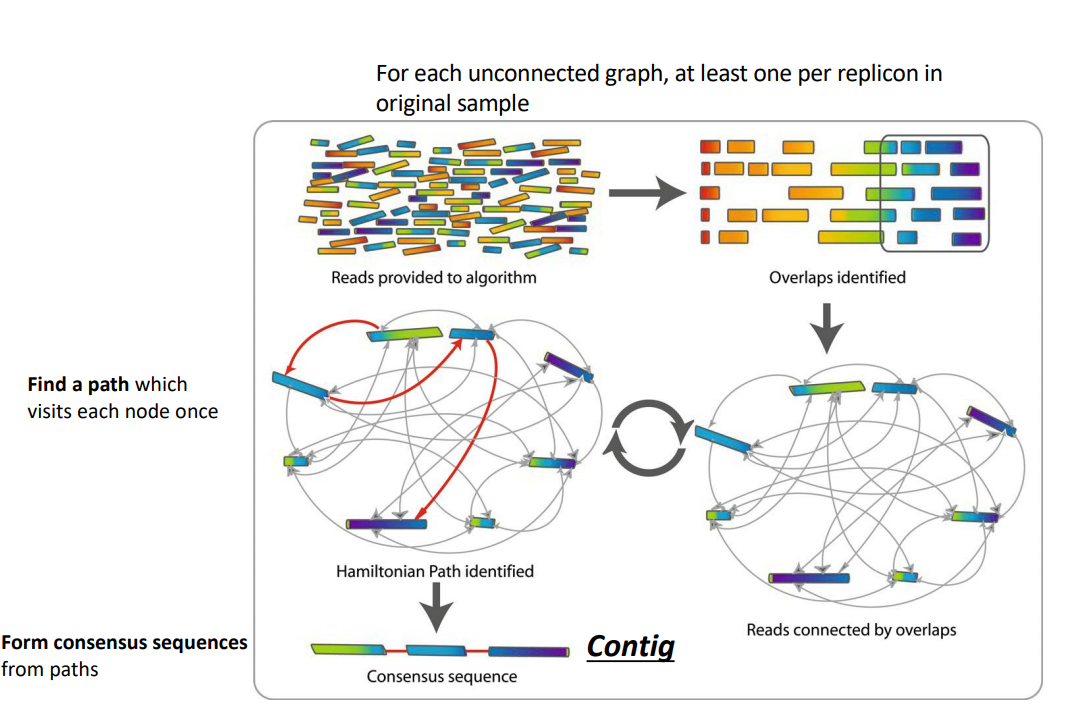 For each unconnected graph, at least one per replicon in
original sample
Reads provided to algorithm
Overlaps identified
Find a path which
visits each node once
Hamiltonian Path identified
Reads connected by overlaps
Form consensus sequences
from paths
Contig
Consensus sequence